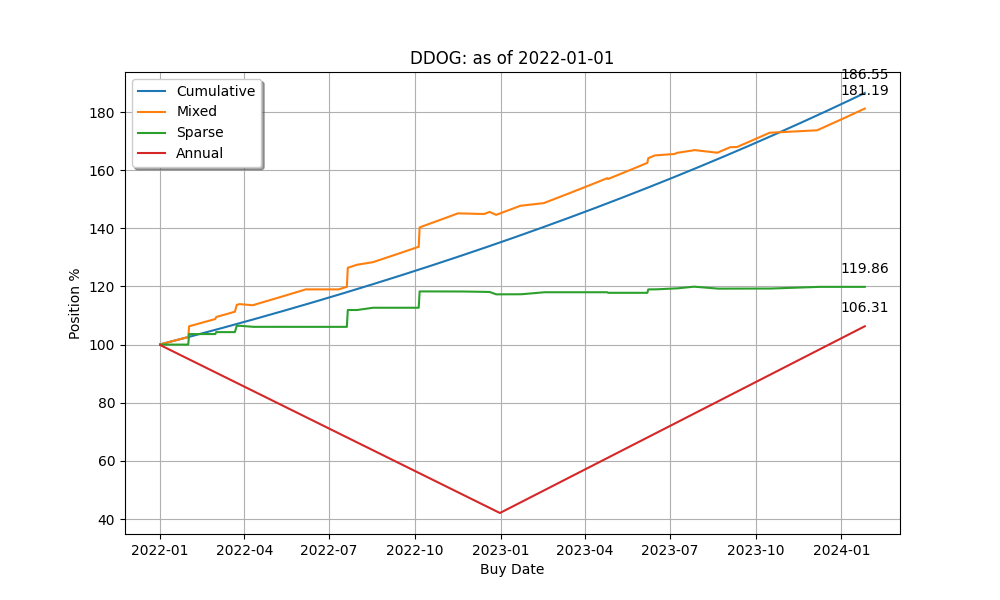 DDOG: as of 2022-01-01
Cumulative
Mixed
Sparse
Annual
186.55
181.19
119.86
106.31
Position %
180
160
140
120
100
80
60
40
2022-01 2022-04 2022-07 2022-10 2023-01 2023-04 2023-07 2023-10 2024-01
Buy Date